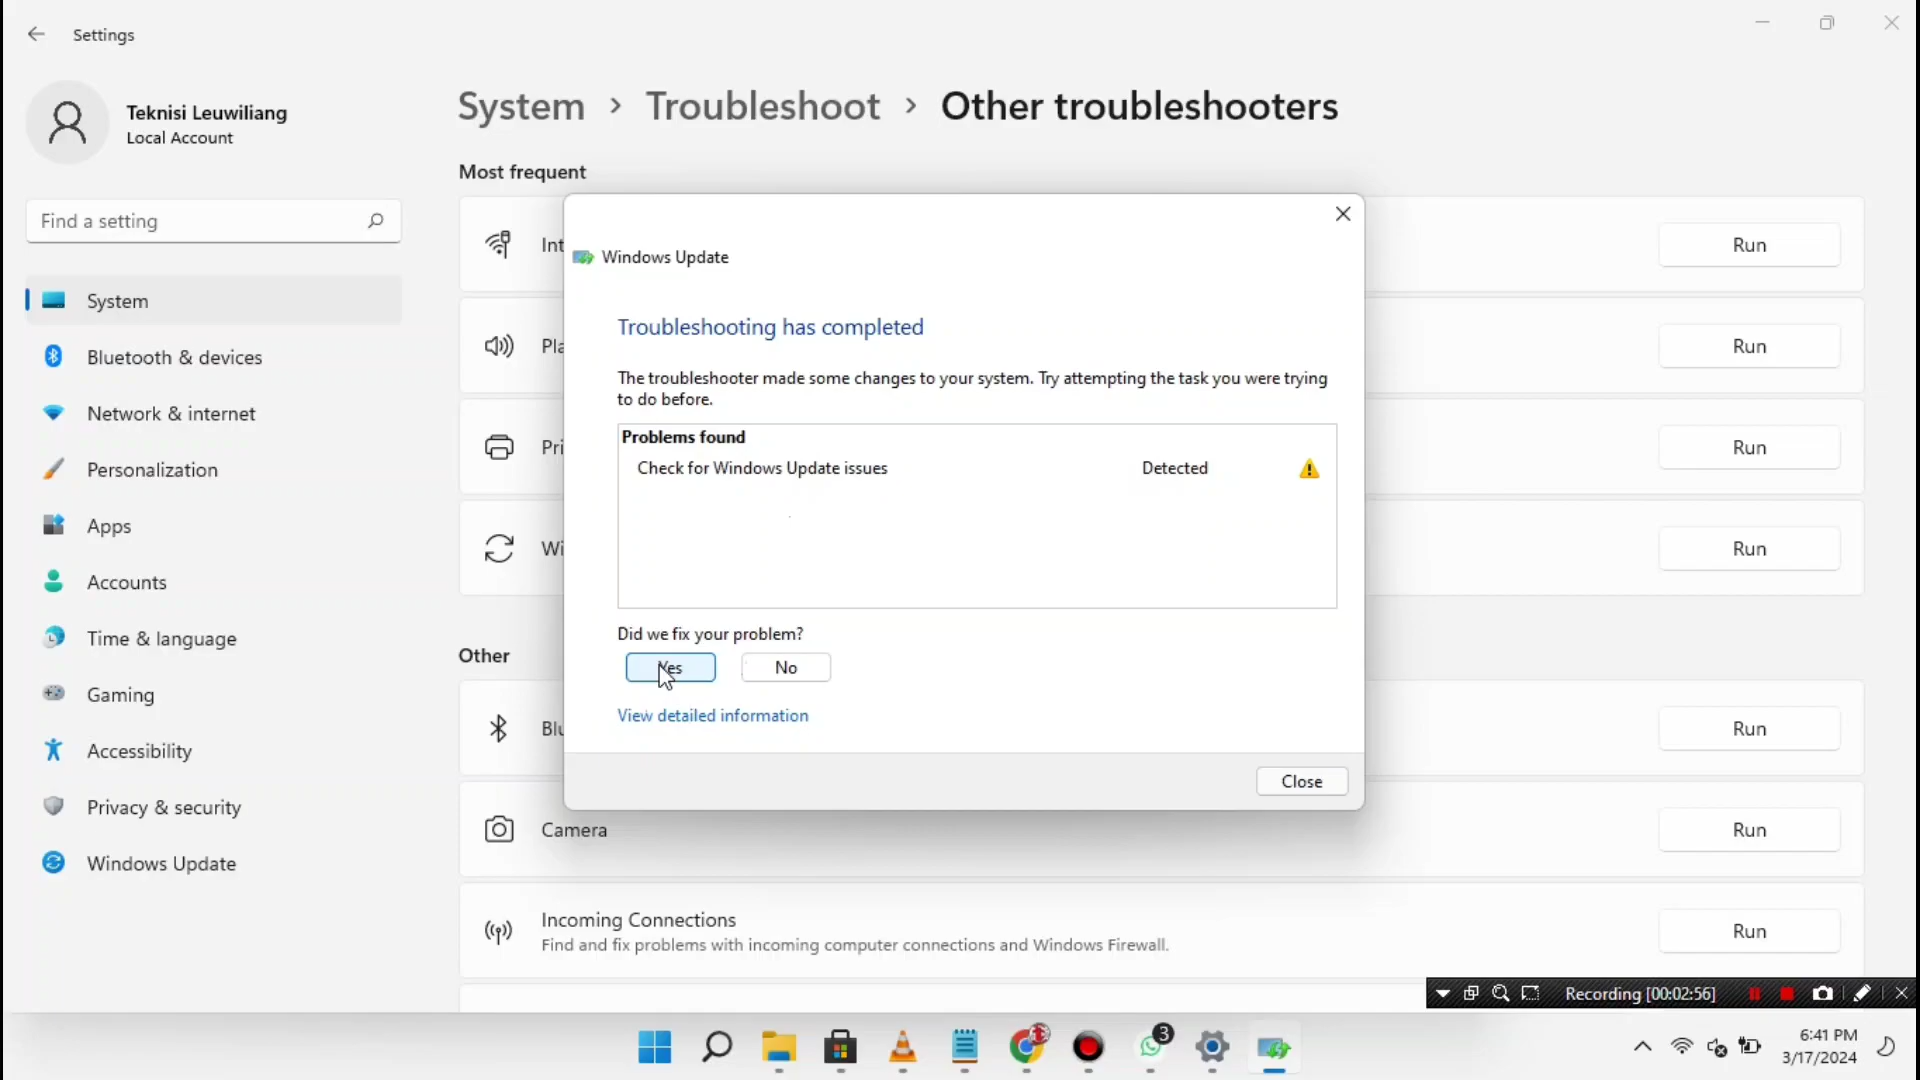 Settings
Teknisi Leuwiliang
Local Account
Find a setting
System
Bluetooth & devices
Network & internet
Personalization
Apps
Accounts
Time & language
Gaming
Accessibility
Privacy & security
Windows Update
System > Troubleshoot > Other troubleshooters
Most frequent
Int
Run
Pla
Run
Pri
Run
Wi
Run
Other
Blu
Run
Camera
Run
Incoming Connections
Find and fix problems with incoming computer connections and Windows Firewall.
Run
Windows Update
Troubleshooting has completed
The troubleshooter made some changes to your system. Try attempting the task you were trying
to do before.
Problems found
Check for Windows Update issues Detected
Did we fix your problem?
Yes No
View detailed information
Close
Recording [00:02:56]
3
6:41 PM
3/17/2024